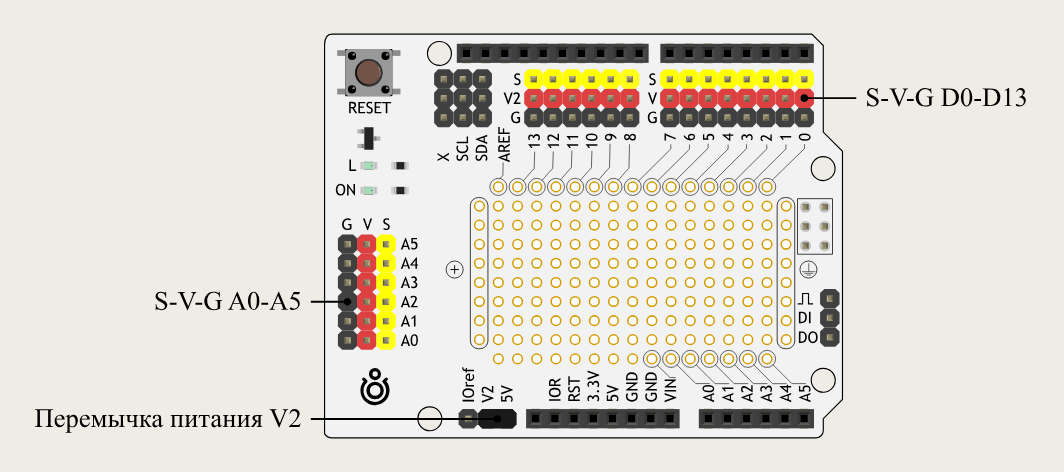 RESET
S
V2
G
S
V
G
S-V-G D0-D13
X
SCL
SDA
AREF
13
12
11
10
9
8
7
6
5
4
3
2
1
0
L
ON
G V S
A5
A4
A3
A2
A1
A0
S-V-G A0-A5
DI
DO
IOref
V2
5V
IOR
RST
3.3V
5V
GND
GND
VIN
A0
A1
A2
A3
A4
A5
Перемычка питания V2